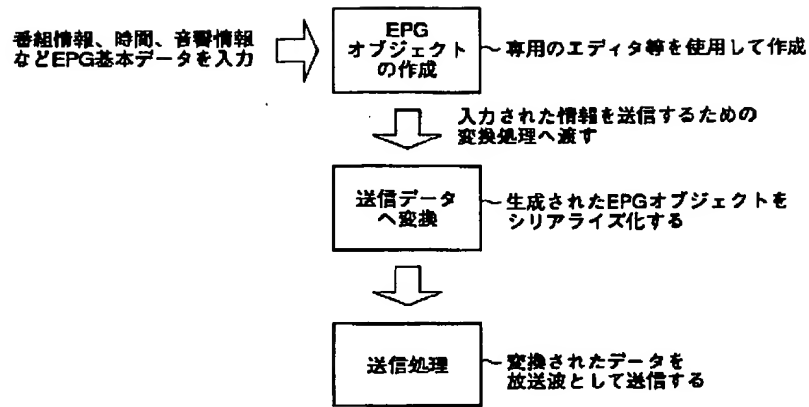 番組情報、時間、音響情報
などEPG基本データを入力
EPG
オブジェクト
の作成
専用のエディタ等を使用して作成
入力された情報を送信するための
変換処理へ渡す
送信データ
へ変換
生成されたEPGオブジェクトを
シリアライズ化する
送信処理
変換されたデータを
放送波として送信する